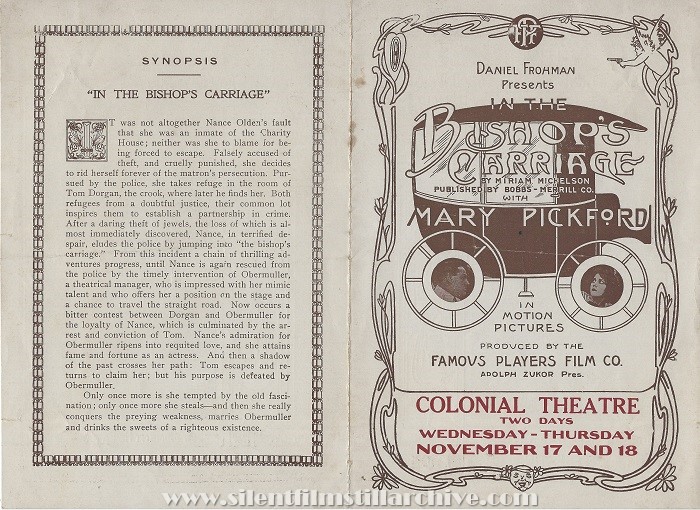 SYNOPSIS
"IN THE BISHOP'S CARRIAGE"
IT was not altogether Nance Olden's fault
that she was an inmate of the Charity
House; neither was she to blame for be-
ing forced to escape. Falsely accused of
theft, and cruelly punished, she decides
to rid herself forever of the matron's persecution. Pur-
sued by the police, she takes refuge in the room of
Tom Dorgan, the crook, where later he finds her. Both
refugees from a doubtful justice, their common lot
inspires them to establish a partnership in crime.
After a daring theft of jewels, the loss of which is al-
most immediately discovered, Nance, in terrified de-
spair, eludes the police by jumping into "the bishop's
carriage." From this incident a chain of thrilling ad-
ventures progress, until Nance is again rescued from
the police by the timely intervention of Obermuller,
a theatrical manager, who is impressed with her mimic
talent and who offers her a position on the stage and
a chance to travel the straight road. Now occurs a
bitter contest between Dorgan and Obermuller for
the loyalty of Nance, which is culminated by the ar-
rest and conviction of Tom. Nance's admiration for
Obermuller ripens into requited love, and she attains
fame and fortune as an actress. And then a shadow
of the past crosses her path: Tom escapes and re-
turns to claim her; but his purpose is defeated by
Obermuller.
Only once more is she tempted by the old fasci-
nation; only once more she steals—and then she really
conquers the preying weakness, marries Obermuller
and drinks the sweets of a righteous existence.
DANIEL FROHMAN
Presents
IN THE
BISHOP'S
CARRIAGE
BY MIRIAM MICHELSON
PUBLISHED BY BOBBS-MERRILL CO.
WITH
MARY PICKFORD
IN
MOTION
PICTURES
PRODUCED BY THE
FAMOUS PLAYERS FILM CO.
ADOLPH ZUKOR Pres.
COLONIAL THEATRE
TWO DAYS
WEDNESDAY-THURSDAY
NOVEMBER 17 AND 18
www.silentfilmstillarchive.com